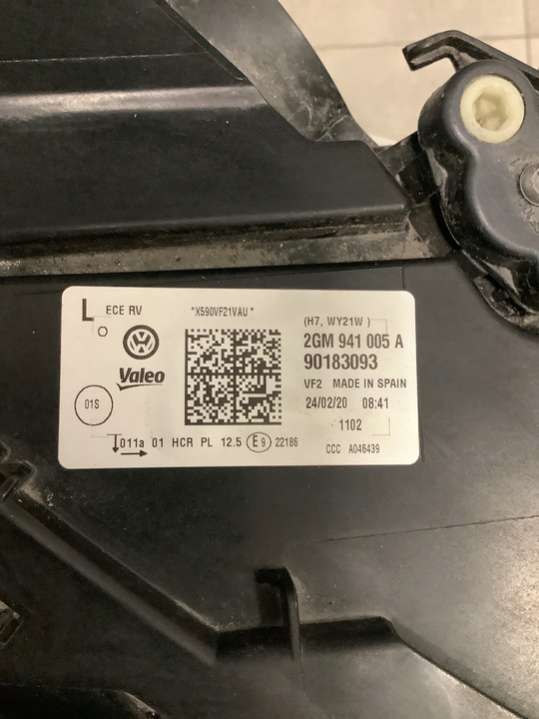 L ECE RV
*X590VF21VAU*
(H7, WY21W)
2GM 941 005 A
Valeo
90183093
VF2 MADE IN SPAIN
01S
24/02/20 08:41
1102
011a 01 HCR PL 12.5 E9 22186
CCC A046439